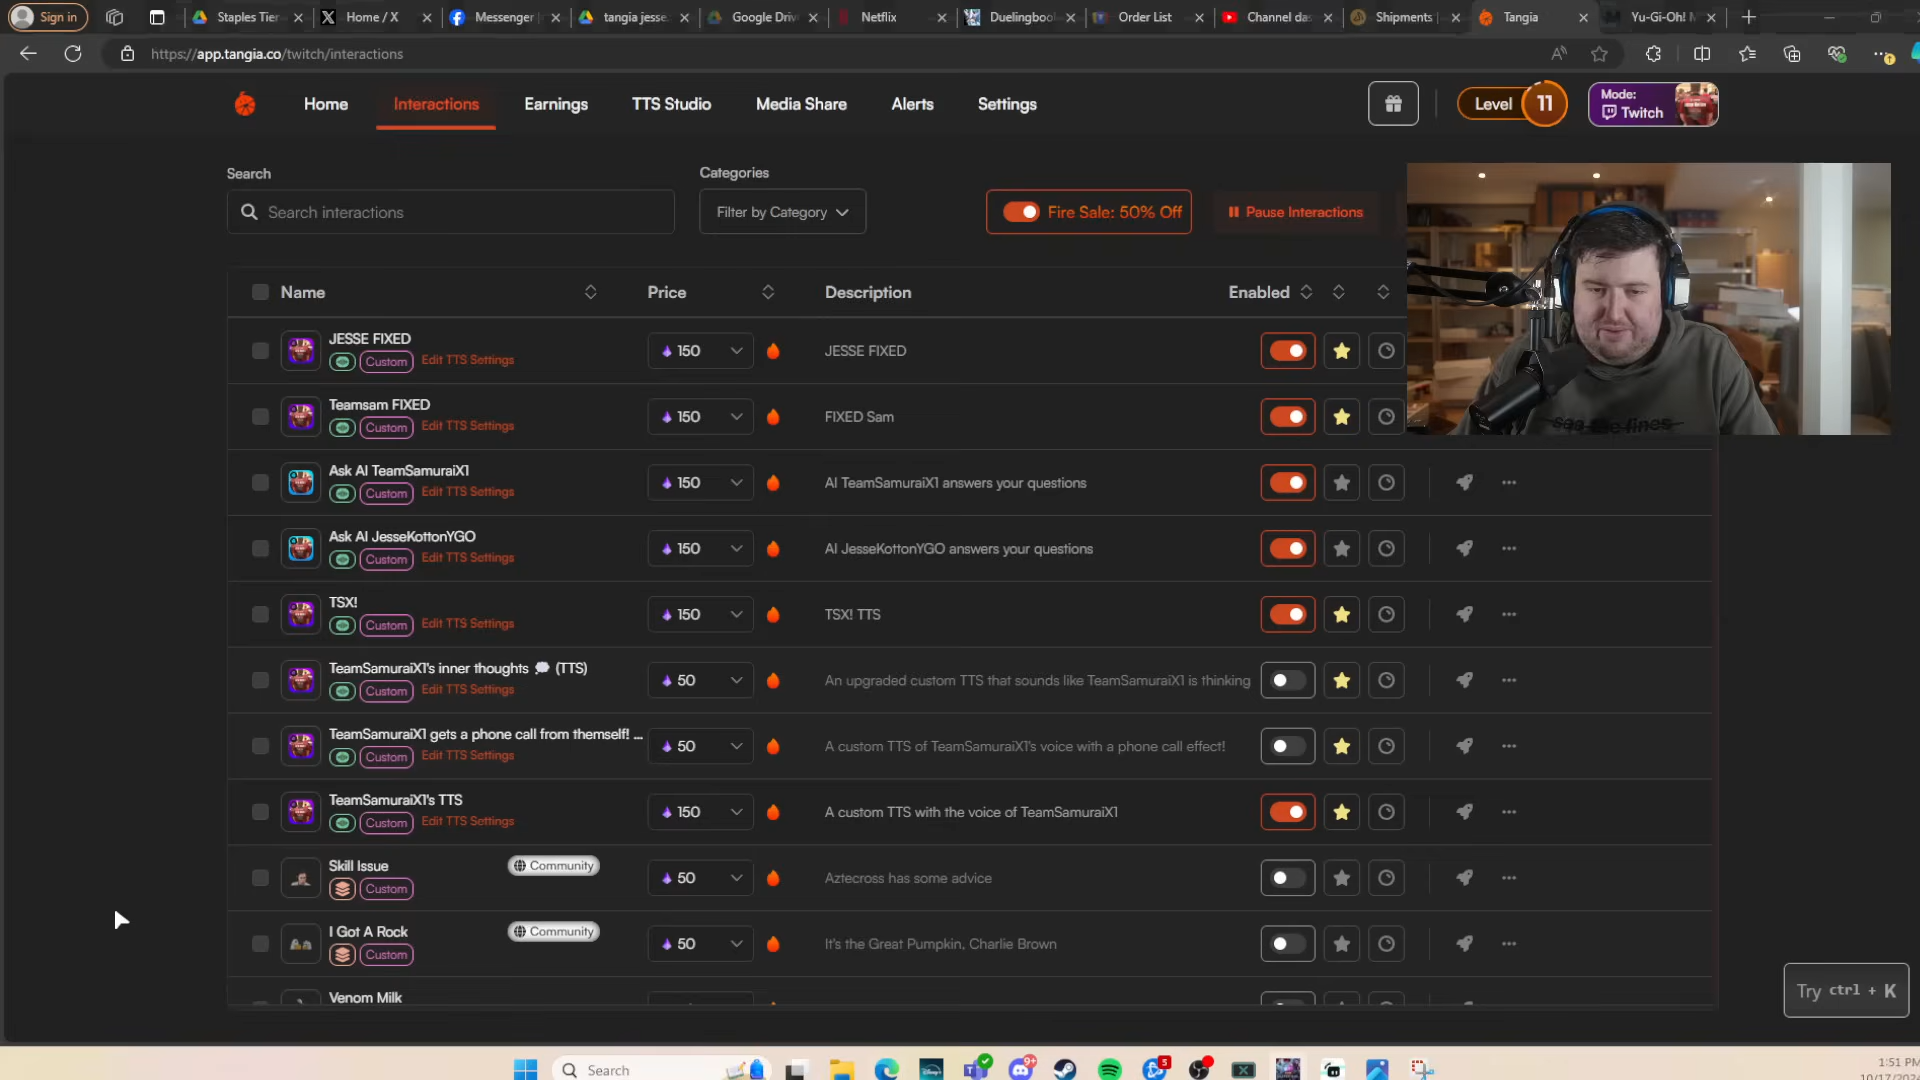 Sign in
Staples Tier
Home / X
Messenger
tangia jesse
Google Driv
Netflix
Duelingboo
Order List
Channel das
Shipments
Tangia
Yu-Gi-Oh!
https://app.tangia.co/twitch/interactions
Home
Interactions
Earnings
TTS Studio
Media Share
Alerts
Settings
Level 11
Mode:
Twitch
Search
Categories
Search interactions
Filter by Category
Fire Sale: 50% Off
Pause Interactions
Name
Price
Description
Enabled
JESSE FIXED
Custom
Edit TTS Settings
150
JESSE FIXED
Teamsam FIXED
Custom
Edit TTS Settings
150
FIXED Sam
Ask AI TeamSamuraiX1
Custom
Edit TTS Settings
150
AI TeamSamuraiX1 answers your questions
Ask AI JesseKottonYGO
Custom
Edit TTS Settings
150
AI JesseKottonYGO answers your questions
TSX!
Custom
Edit TTS Settings
150
TSX! TTS
TeamSamuraiX1's inner thoughts 💭 (TTS)
Custom
Edit TTS Settings
50
An upgraded custom TTS that sounds like TeamSamuraiX1 is thinking
TeamSamuraiX1 gets a phone call from themself! ...
Custom
Edit TTS Settings
50
A custom TTS of TeamSamuraiX1's voice with a phone call effect!
TeamSamuraiX1's TTS
Custom
Edit TTS Settings
150
A custom TTS with the voice of TeamSamuraiX1
Skill Issue
Community
Custom
50
Aztecross has some advice
I Got A Rock
Community
Custom
50
It's the Great Pumpkin, Charlie Brown
Venom Milk
Try ctrl + K
Search
1:51 PM